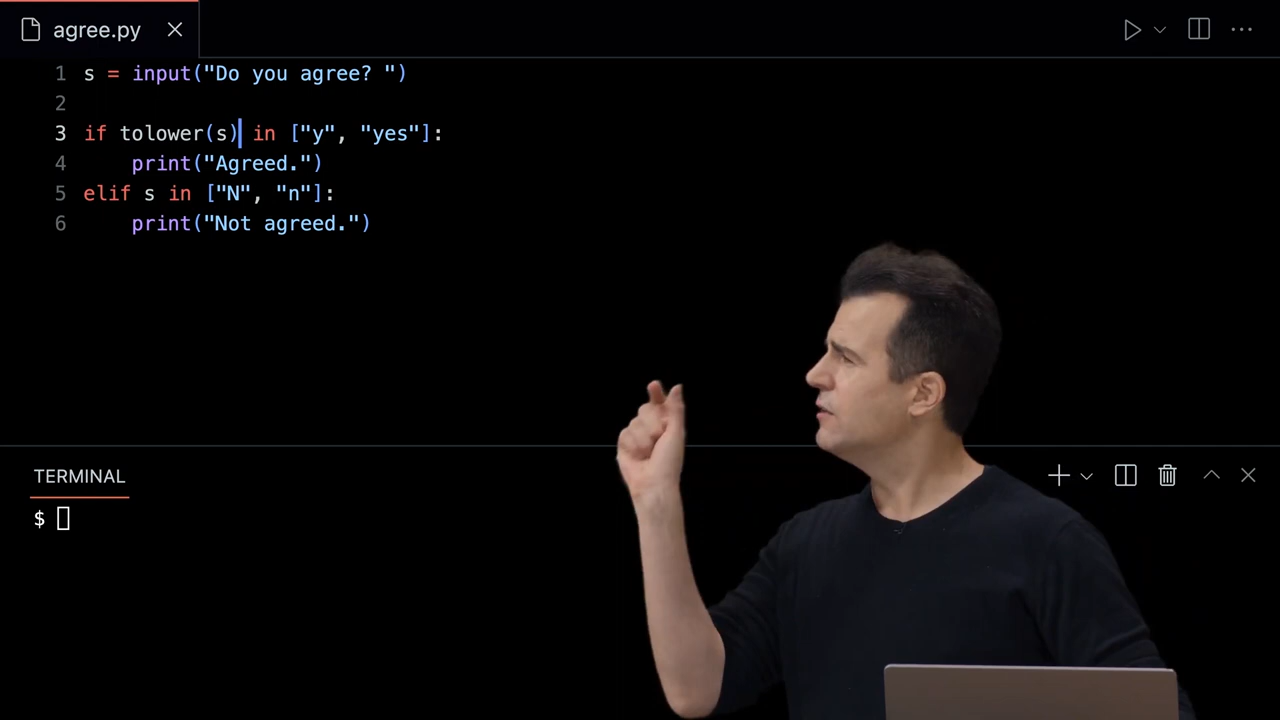 agree.py
1 s = input("Do you agree? ")
2
3 if tolower(s) in ["y", "yes"]:
4     print("Agreed.")
5 elif s in ["N", "n"]:
6     print("Not agreed.")
TERMINAL
$